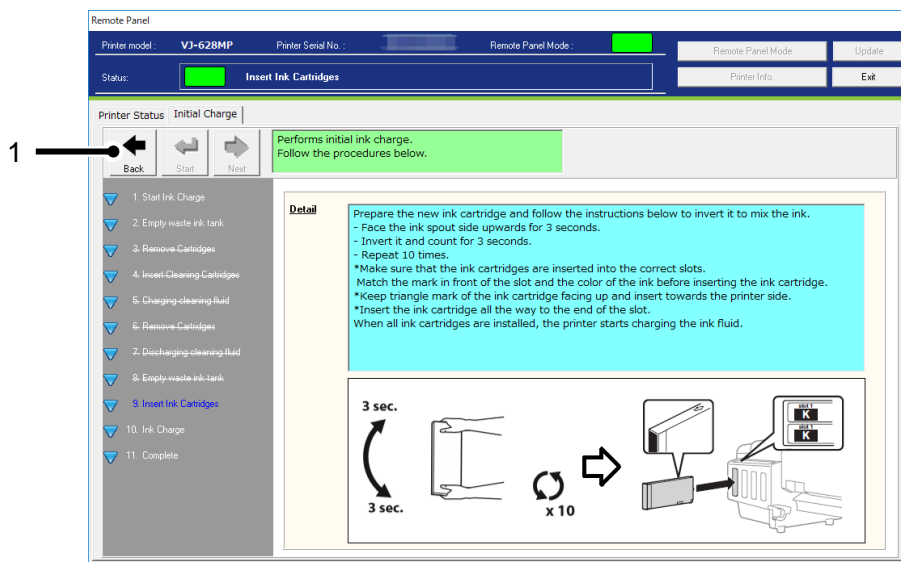 Remote Panel
Printer model : VJ-628MP Printer Serial No. : Remote Panel Mode :
Remote Panel Mode Update
Status: Insert Ink Cartridges
Printer Info. Exit
Printer Status Initial Charge
1
Back Start Next
Performs initial ink charge.
Follow the procedures below.
1. Start Ink Charge
2. Empty waste ink tank
3. Remove Cartridges
4. Insert Cleaning Cartridges
5. Charging cleaning fluid
6. Remove Cartridges
7. Discharging cleaning fluid
8. Empty waste ink tank
9. Insert Ink Cartridges
10. Ink Charge
11. Complete
Detail
Prepare the new ink cartridge and follow the instructions below to invert it to mix the ink.
- Face the ink spout side upwards for 3 seconds.
- Invert it and count for 3 seconds.
- Repeat 10 times.
*Make sure that the ink cartridges are inserted into the correct slots.
Match the mark in front of the slot and the color of the ink before inserting the ink cartridge.
*Keep triangle mark of the ink cartridge facing up and insert towards the printer side.
*Insert the ink cartridge all the way to the end of the slot.
When all ink cartridges are installed, the printer starts charging the ink fluid.
3 sec.
3 sec.
x 10
slot 1
K
slot 1
K